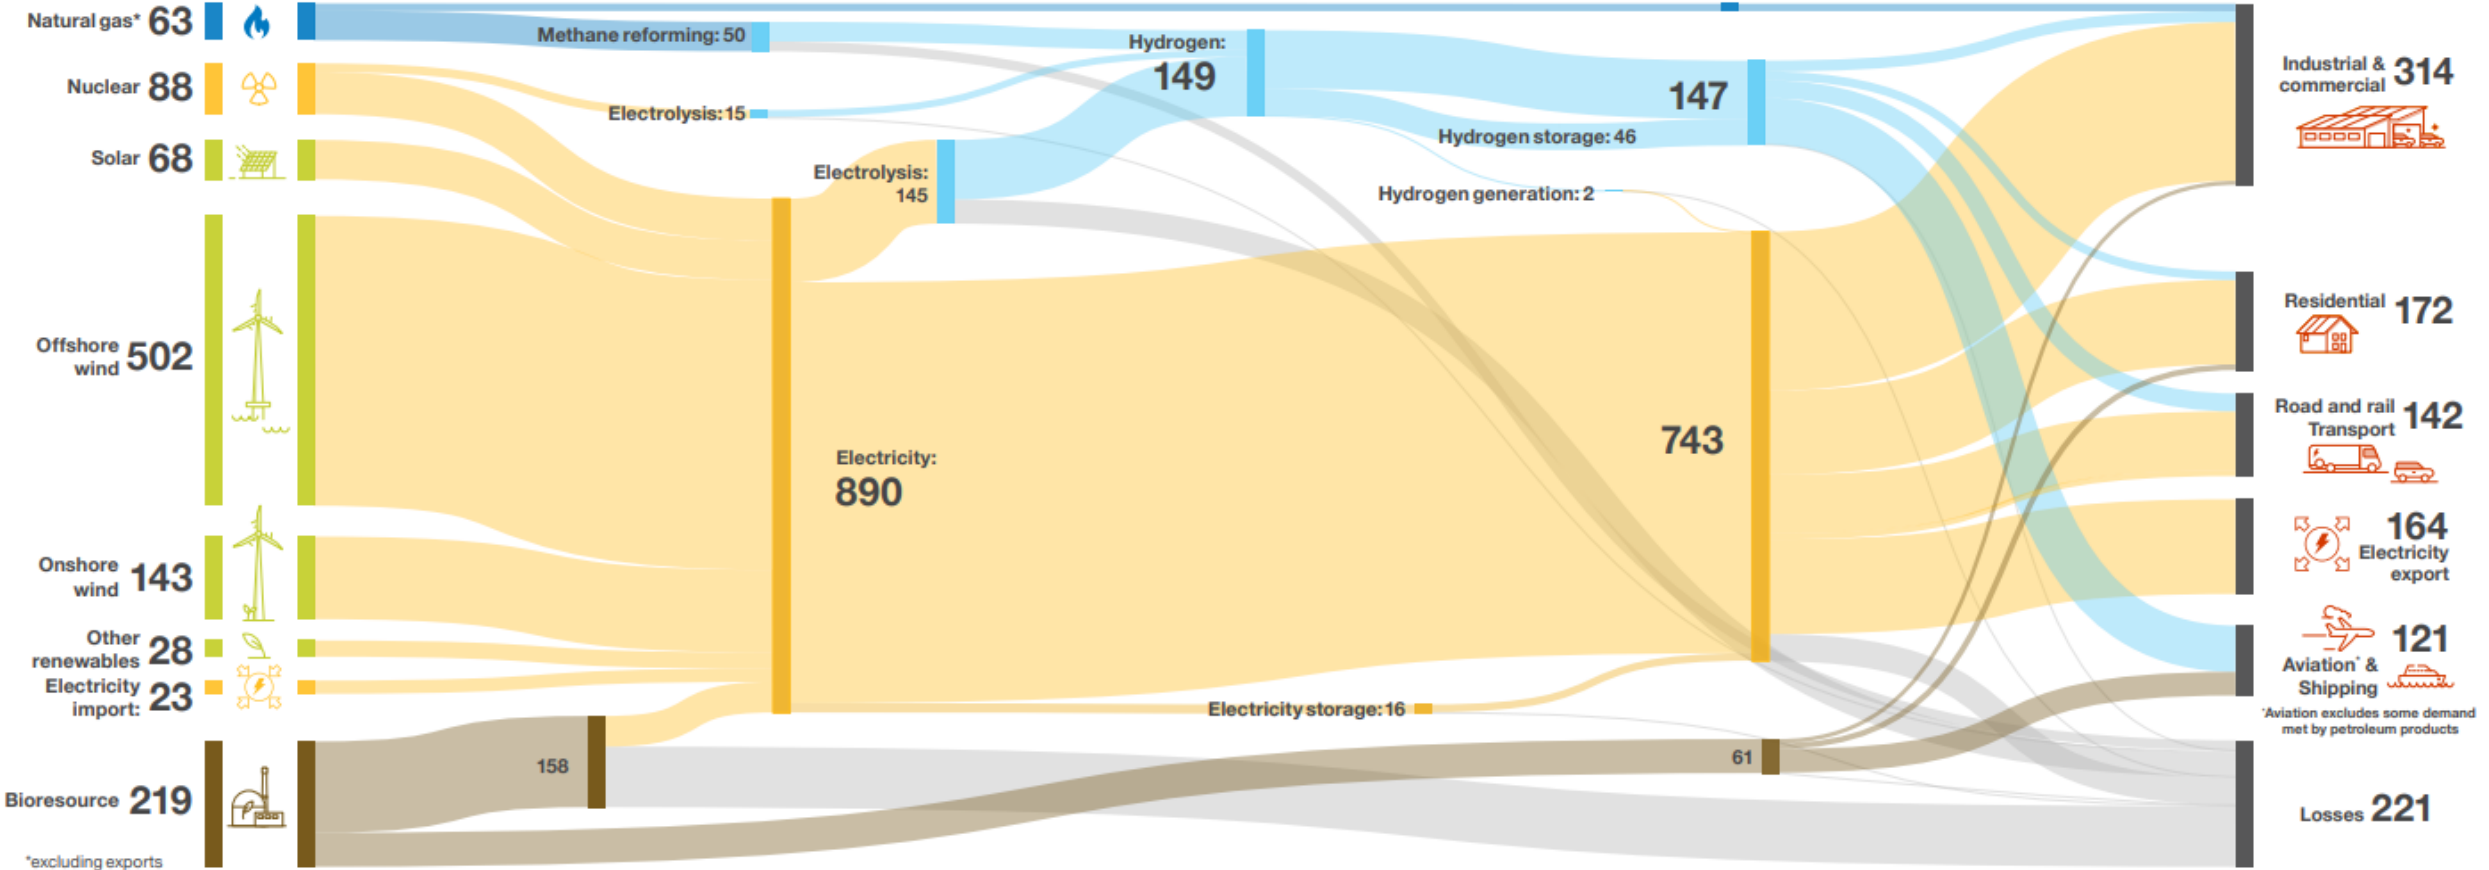 Natural gas* 63
Nuclear 88
Solar 68
Offshore
wind 502
Onshore
wind 143
Other
renewables 28
Electricity
import: 23
Bioresource 219
*excluding exports
Methane reforming: 50
Electrolysis: 15
Electrolysis:
145
158
Electricity:
890
Hydrogen:
149
Hydrogen storage: 46
Hydrogen generation: 2
Electricity storage: 16
147
743
61
Industrial &
commercial 314
Residential 172
Road and rail
Transport 142
164
Electricity
export
121
Aviation* &
Shipping
*Aviation excludes some demand
met by petroleum products
Losses 221